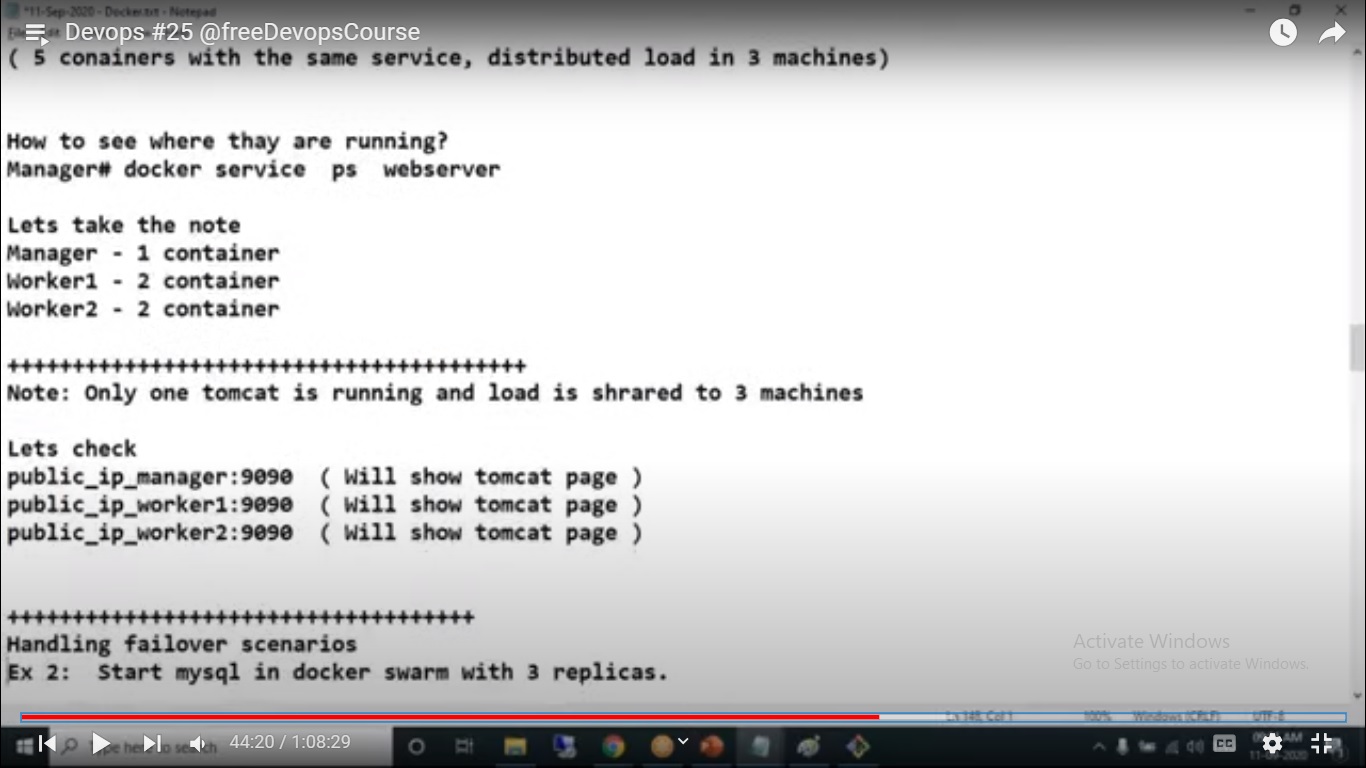 *11-Sep-2020 - Docker.txt - Notepad
Devops #25 @freeDevopsCourse
( 5 conainers with the same service, distributed load in 3 machines)
How to see where thay are running?
Manager# docker service ps webserver
Lets take the note
Manager - 1 container
Worker1 - 2 container
Worker2 - 2 container
++++++++++++++++++++++++++++++++++++++++
Note: Only one tomcat is running and load is shrared to 3 machines
Lets check
public_ip_manager:9090 ( Will show tomcat page )
public_ip_worker1:9090 ( Will show tomcat page )
public_ip_worker2:9090 ( Will show tomcat page )
++++++++++++++++++++++++++++++++++++
Handling failover scenarios
Ex 2: Start mysql in docker swarm with 3 replicas.
Activate Windows
Go to Settings to activate Windows.
Ln 148, Col 1 100% Windows (CRLF) UTF-8
44:20 / 1:08:29
CC
11-09-2020